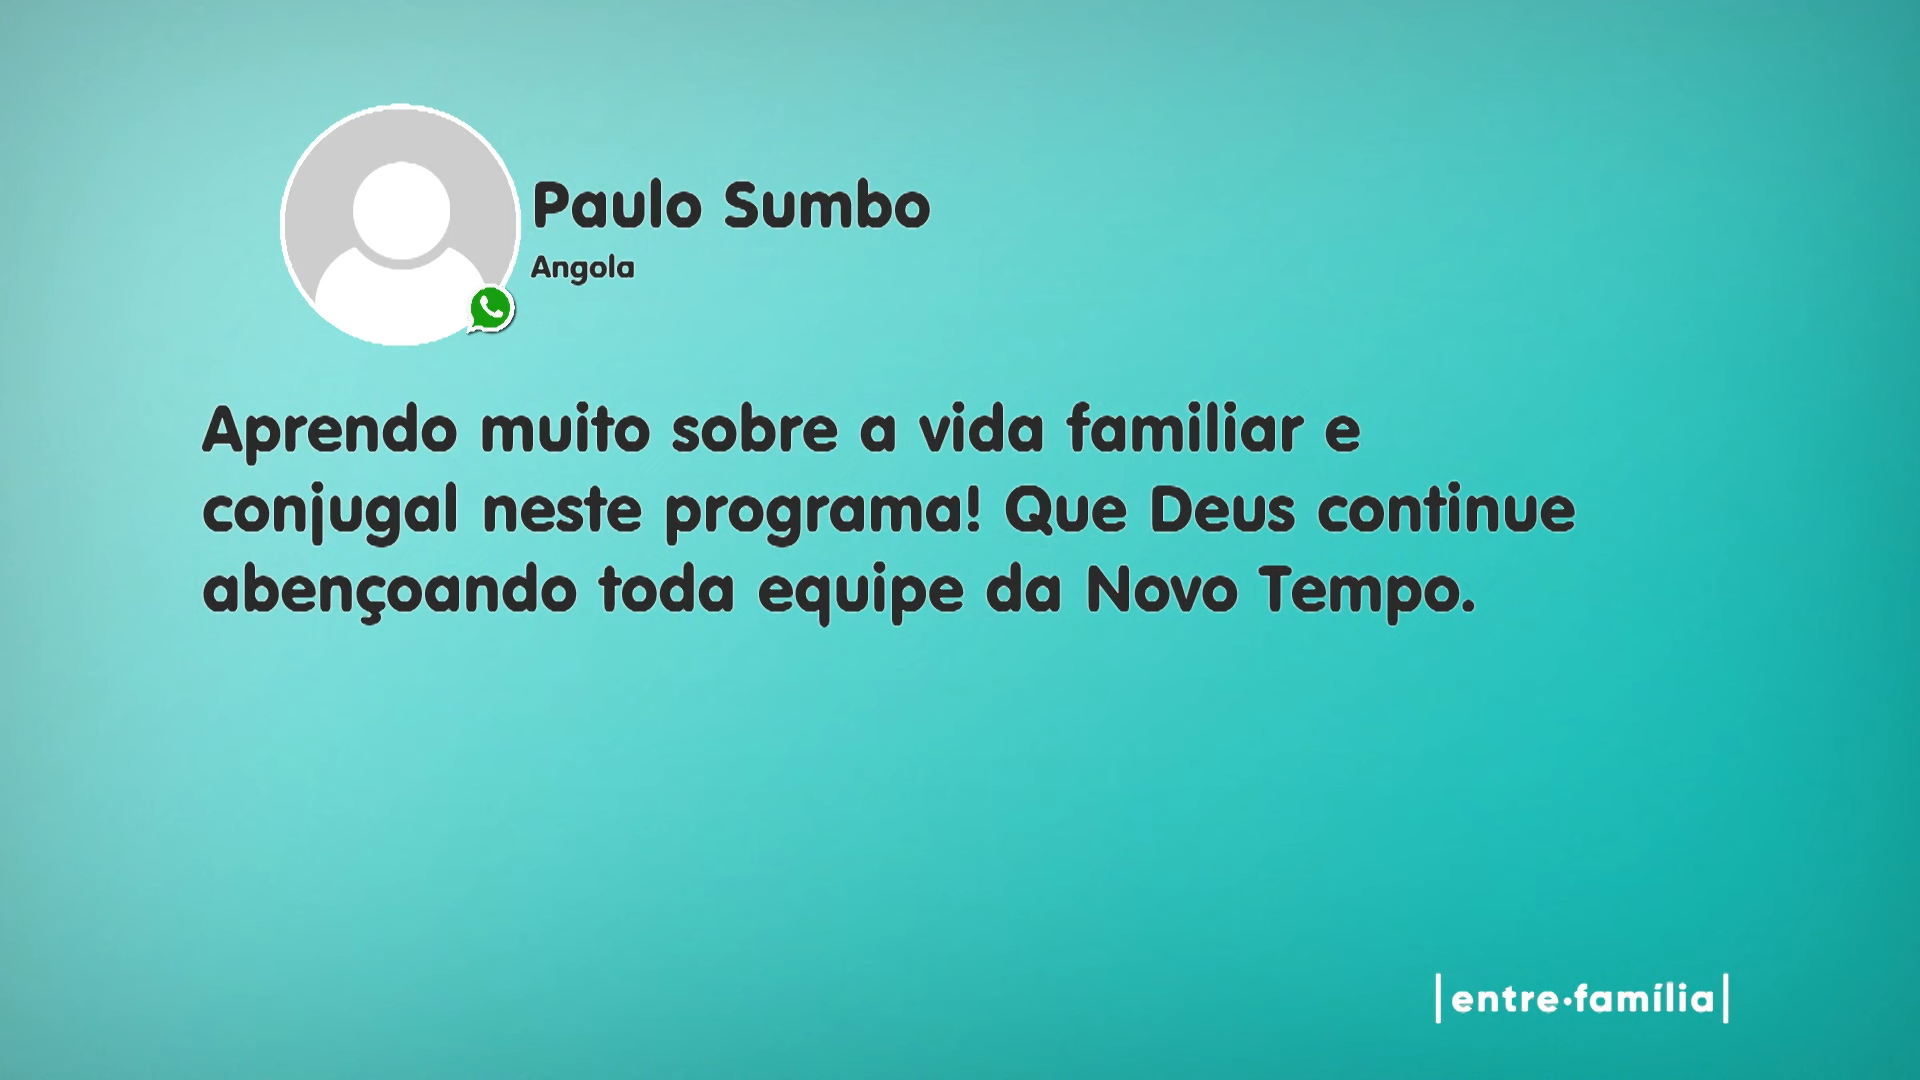 Paulo Sumbo
Angola
Aprendo muito sobre a vida familiar e
conjugal neste programa! Que Deus continue
abençoando toda equipe da Novo Tempo.
|entre·família|